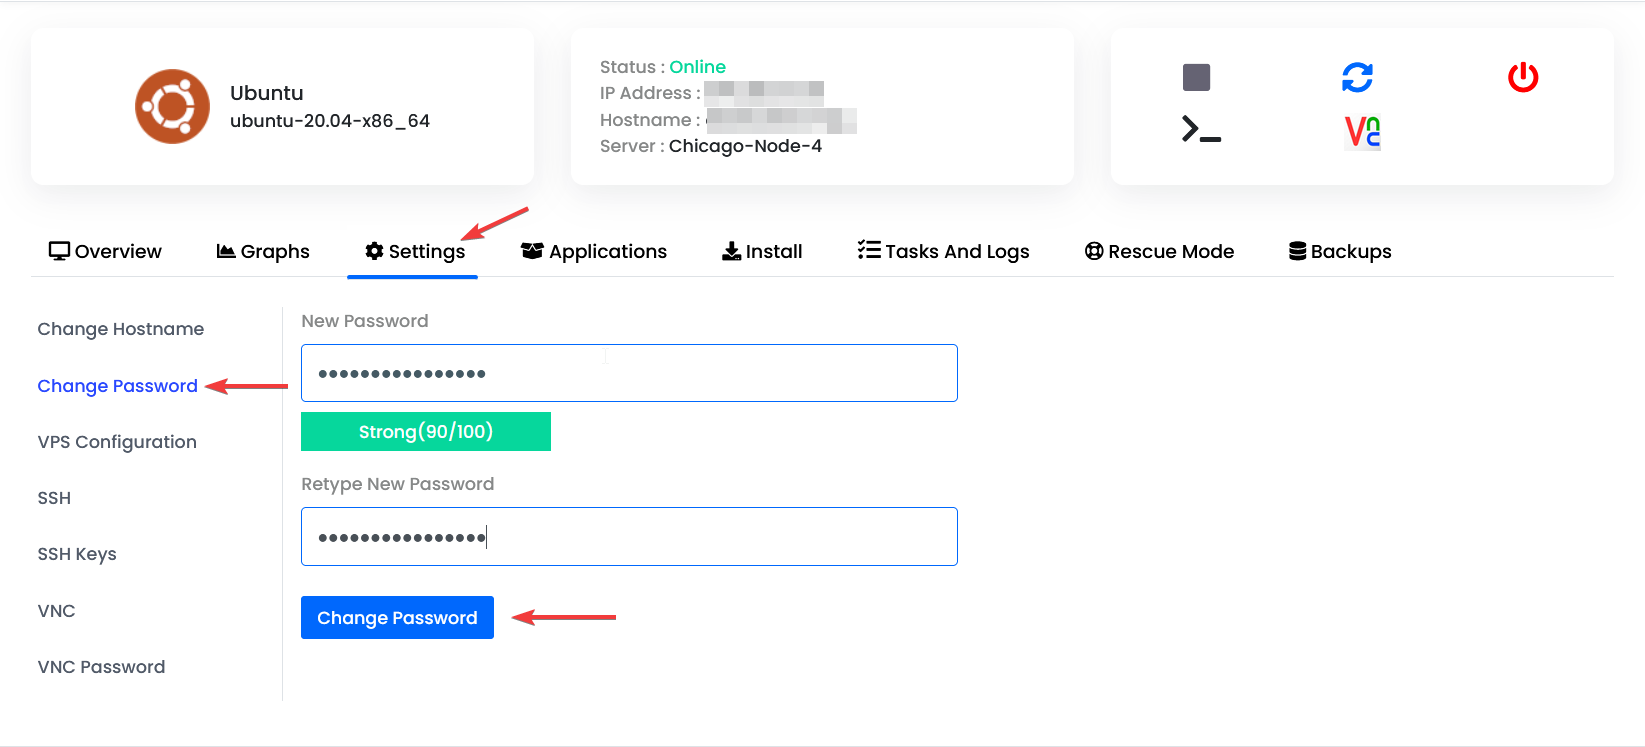 Ubuntu
ubuntu-20.04-x86_64
Status : Online
IP Address :
Hostname :
Server : Chicago-Node-4
VNC
Overview
Graphs
Settings
Applications
Install
Tasks And Logs
Rescue Mode
Backups
Change Hostname
Change Password
VPS Configuration
SSH
SSH Keys
VNC
VNC Password
New Password
••••••••••••••••
Strong(90/100)
Retype New Password
••••••••••••••••
Change Password